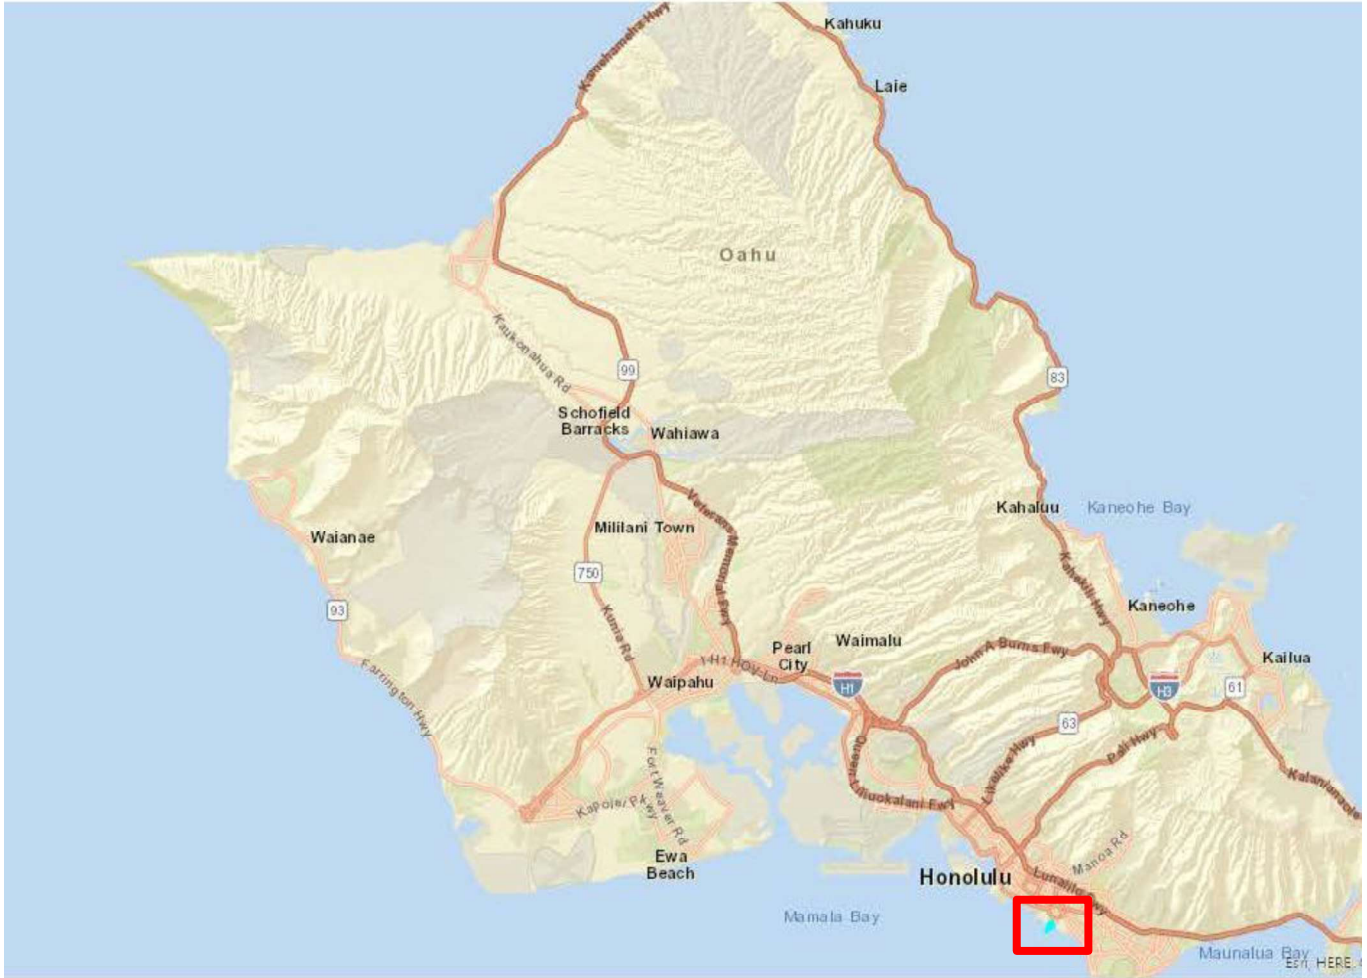 Kamehameha Hwy
Kahuku
Laie
Oahu
Kaukonahua Rd
99
83
Schofield
Barracks
Wahiawa
Kahaluu
Kaneohe Bay
Veterans Memorial Fwy
Mililani Town
Waianae
750
Kahekili Hwy
93
Kunia Rd
Kaneohe
Waimalu
Pearl
City
John A Burns Fwy
Kailua
I-H1 HOV Ln
Farrington Hwy
Waipahu
H1
H3
61
63
Pali Hwy
Likelike Hwy
Queen Liliuokalani Fwy
Fort Weaver Rd
Kapolei Pkwy
Kalanianaole
Manoa Rd
Ewa
Beach
Honolulu
Lunalilo Fwy
Mamala Bay
Maunalua Bay
Esri, HERE,